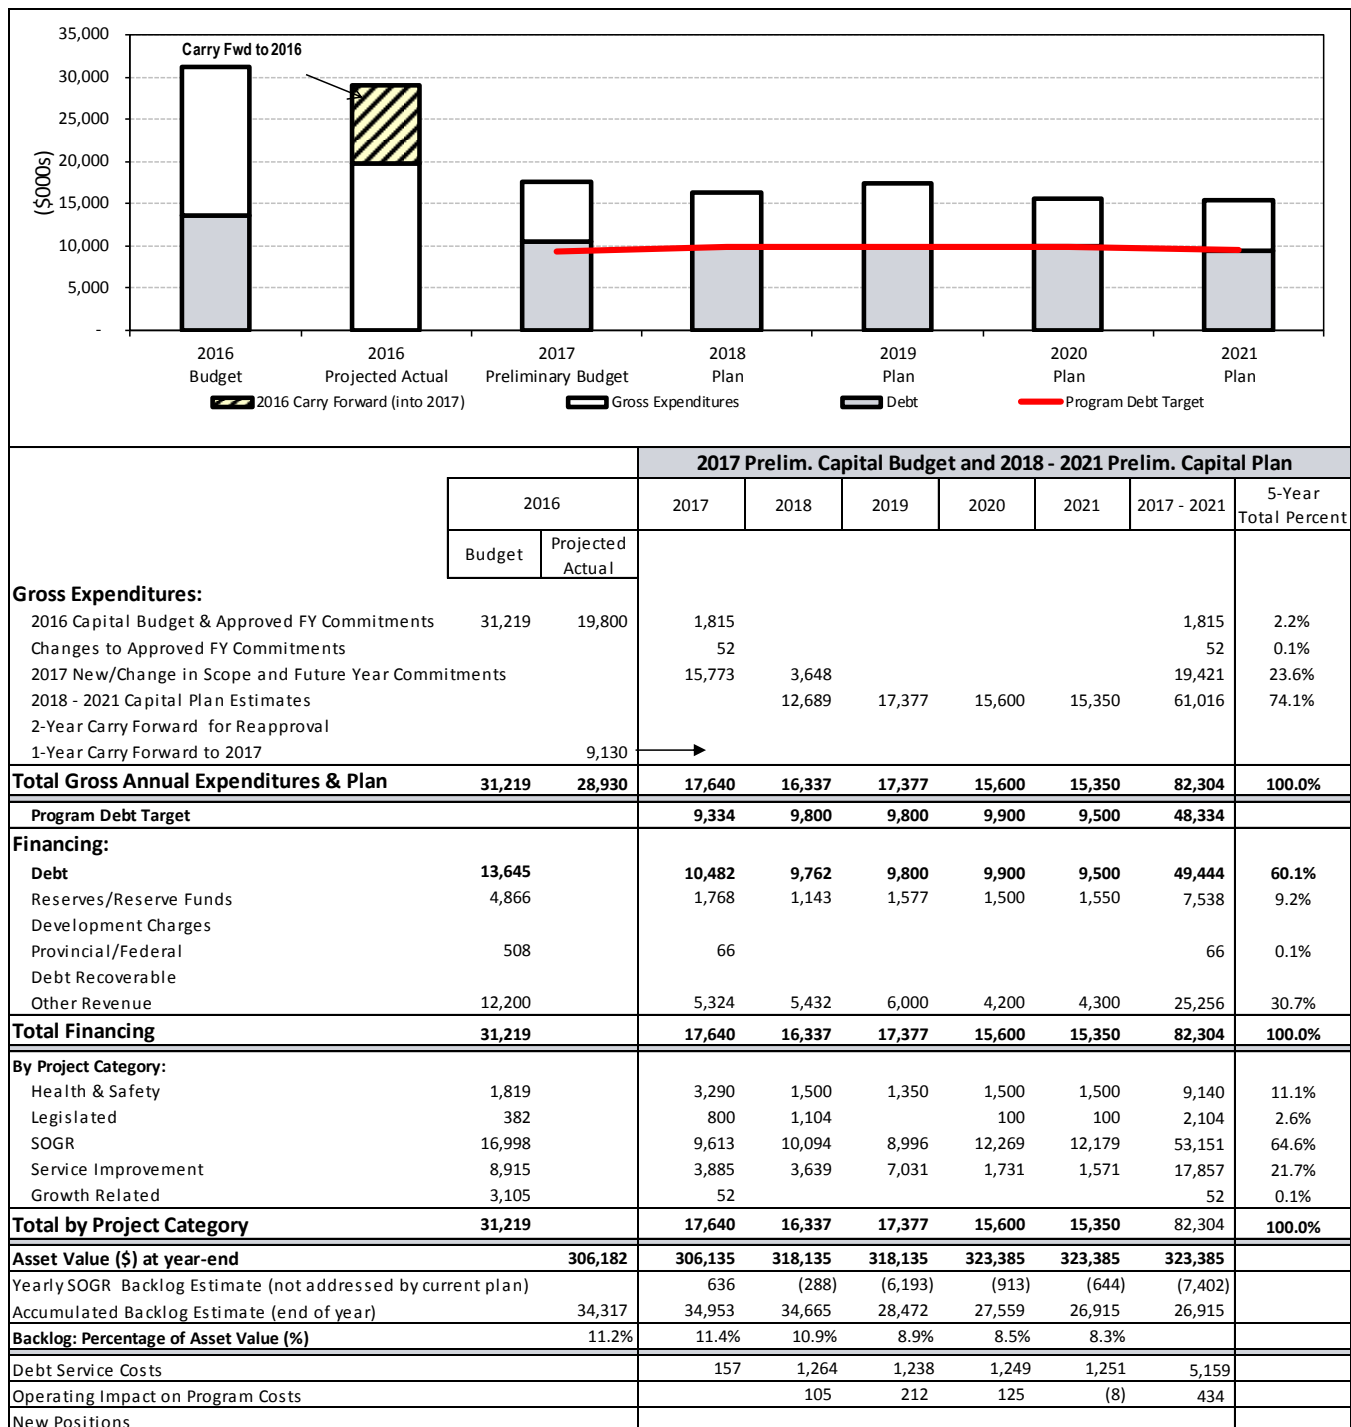 35,000
Carry Fwd to 2016
30,000
25,000
20,000
($000s)
15,000
10,000
5,000
-
2016 2016 2017 2018 2019 2020 2021
Budget Projected Actual Preliminary Budget Plan Plan Plan Plan
2016 Carry Forward (into 2017) Gross Expenditures Debt Program Debt Target
2017 Prelim. Capital Budget and 2018 - 2021 Prelim. Capital Plan
2016 2017 2018 2019 2020 2021 2017 - 2021 5-Year Total Percent
Budget Projected Actual
Gross Expenditures:
2016 Capital Budget & Approved FY Commitments 31,219 19,800 1,815 1,815 2.2%
Changes to Approved FY Commitments 52 52 0.1%
2017 New/Change in Scope and Future Year Commitments 15,773 3,648 19,421 23.6%
2018 - 2021 Capital Plan Estimates 12,689 17,377 15,600 15,350 61,016 74.1%
2-Year Carry Forward for Reapproval
1-Year Carry Forward to 2017 9,130
Total Gross Annual Expenditures & Plan 31,219 28,930 17,640 16,337 17,377 15,600 15,350 82,304 100.0%
Program Debt Target 9,334 9,800 9,800 9,900 9,500 48,334
Financing:
Debt 13,645 10,482 9,762 9,800 9,900 9,500 49,444 60.1%
Reserves/Reserve Funds 4,866 1,768 1,143 1,577 1,500 1,550 7,538 9.2%
Development Charges
Provincial/Federal 508 66 66 0.1%
Debt Recoverable
Other Revenue 12,200 5,324 5,432 6,000 4,200 4,300 25,256 30.7%
Total Financing 31,219 17,640 16,337 17,377 15,600 15,350 82,304 100.0%
By Project Category:
Health & Safety 1,819 3,290 1,500 1,350 1,500 1,500 9,140 11.1%
Legislated 382 800 1,104 100 100 2,104 2.6%
SOGR 16,998 9,613 10,094 8,996 12,269 12,179 53,151 64.6%
Service Improvement 8,915 3,885 3,639 7,031 1,731 1,571 17,857 21.7%
Growth Related 3,105 52 52 0.1%
Total by Project Category 31,219 17,640 16,337 17,377 15,600 15,350 82,304 100.0%
Asset Value ($) at year-end 306,182 306,135 318,135 318,135 323,385 323,385 323,385
Yearly SOGR Backlog Estimate (not addressed by current plan) 636 (288) (6,193) (913) (644) (7,402)
Accumulated Backlog Estimate (end of year) 34,317 34,953 34,665 28,472 27,559 26,915 26,915
Backlog: Percentage of Asset Value (%) 11.2% 11.4% 10.9% 8.9% 8.5% 8.3%
Debt Service Costs 157 1,264 1,238 1,249 1,251 5,159
Operating Impact on Program Costs 105 212 125 (8) 434
New Positions